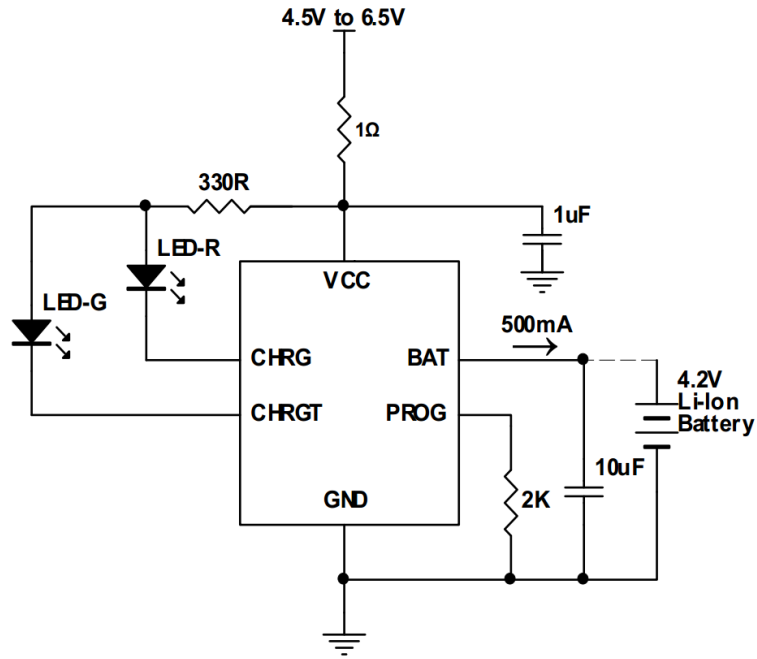 4.5V to 6.5V
1Ω
330R
1uF
LED-R
VCC
LED-G
500mA
CHRG
BAT
4.2V
Li-Ion
Battery
CHRGT
PROG
10uF
GND
2K